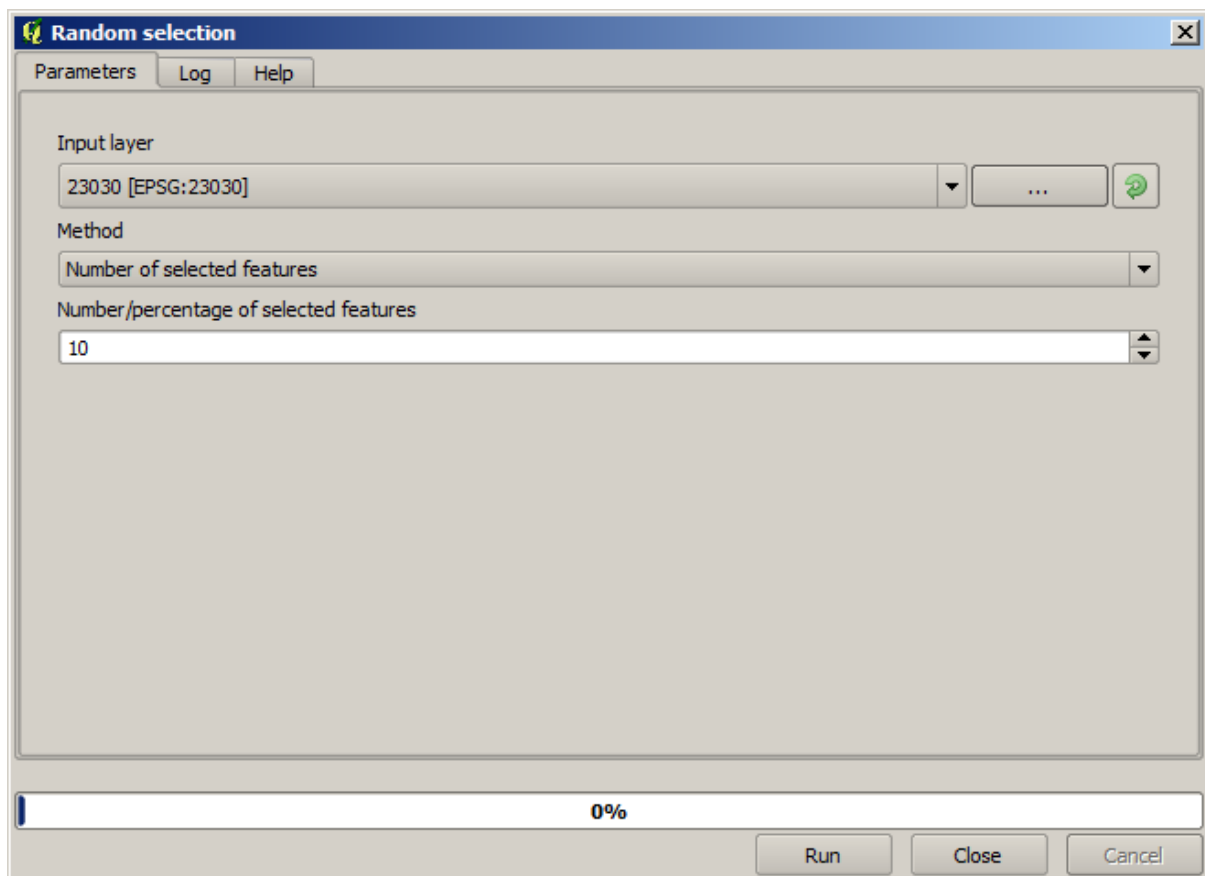 Random selection
Parameters Log Help
Input layer
23030 [EPSG:23030]
...
Method
Number of selected features
Number/percentage of selected features
10
0%
Run Close Cancel